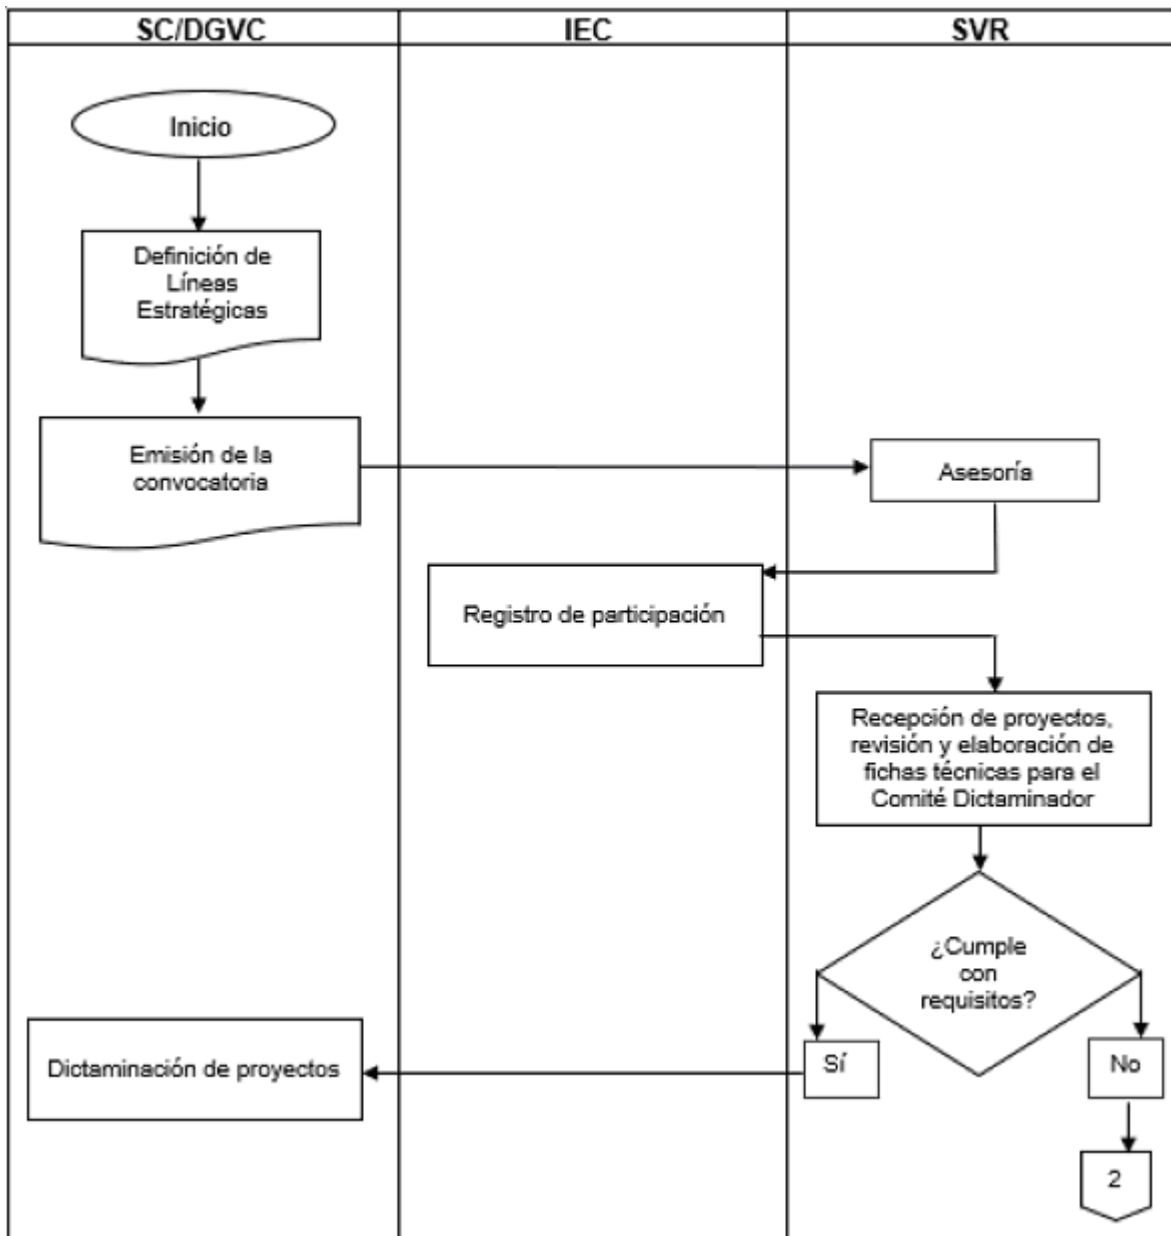 SC/DGVC
IEC
SVR
Inicio
Definición de
Líneas
Estratégicas
Emisión de la
convocatoria
Asesoría
Registro de participación
Recepción de proyectos,
revisión y elaboración de
fichas técnicas para el
Comité Dictaminador
¿Cumple
con
requisitos?
Sí
No
Dictaminación de proyectos
2